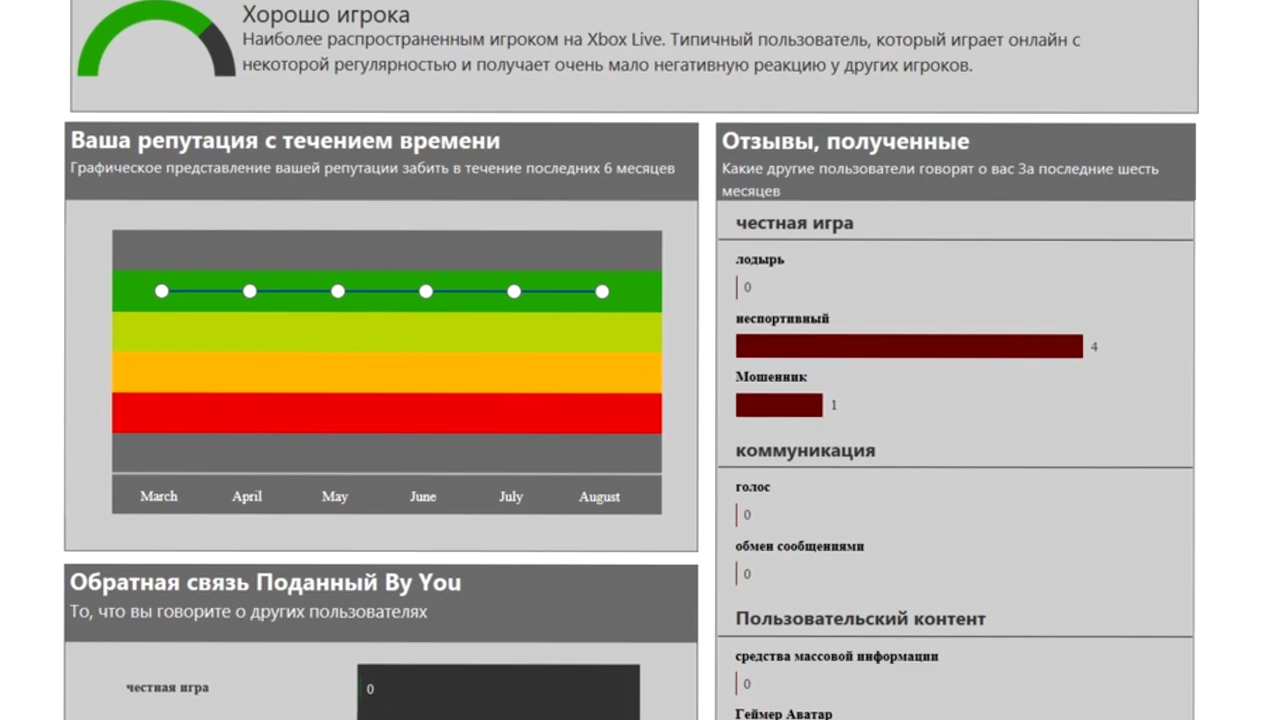 Хорошо игрока
Наиболее распространенным игроком на Xbox Live. Типичный пользователь, который играет онлайн с
некоторой регулярностью и получает очень мало негативную реакцию у других игроков.
Ваша репутация с течением времени
Графическое представление вашей репутации забить в течение последних 6 месяцев
March April May June July August
Обратная связь Поданный By You
То, что вы говорите о других пользователях
честная игра
0
Отзывы, полученные
Какие другие пользователи говорят о вас За последние шесть
месяцев
честная игра
лодырь
0
неспортивный
4
Мошенник
1
коммуникация
голос
0
обмен сообщениями
0
Пользовательский контент
средства массовой информации
0
Геймер Аватар